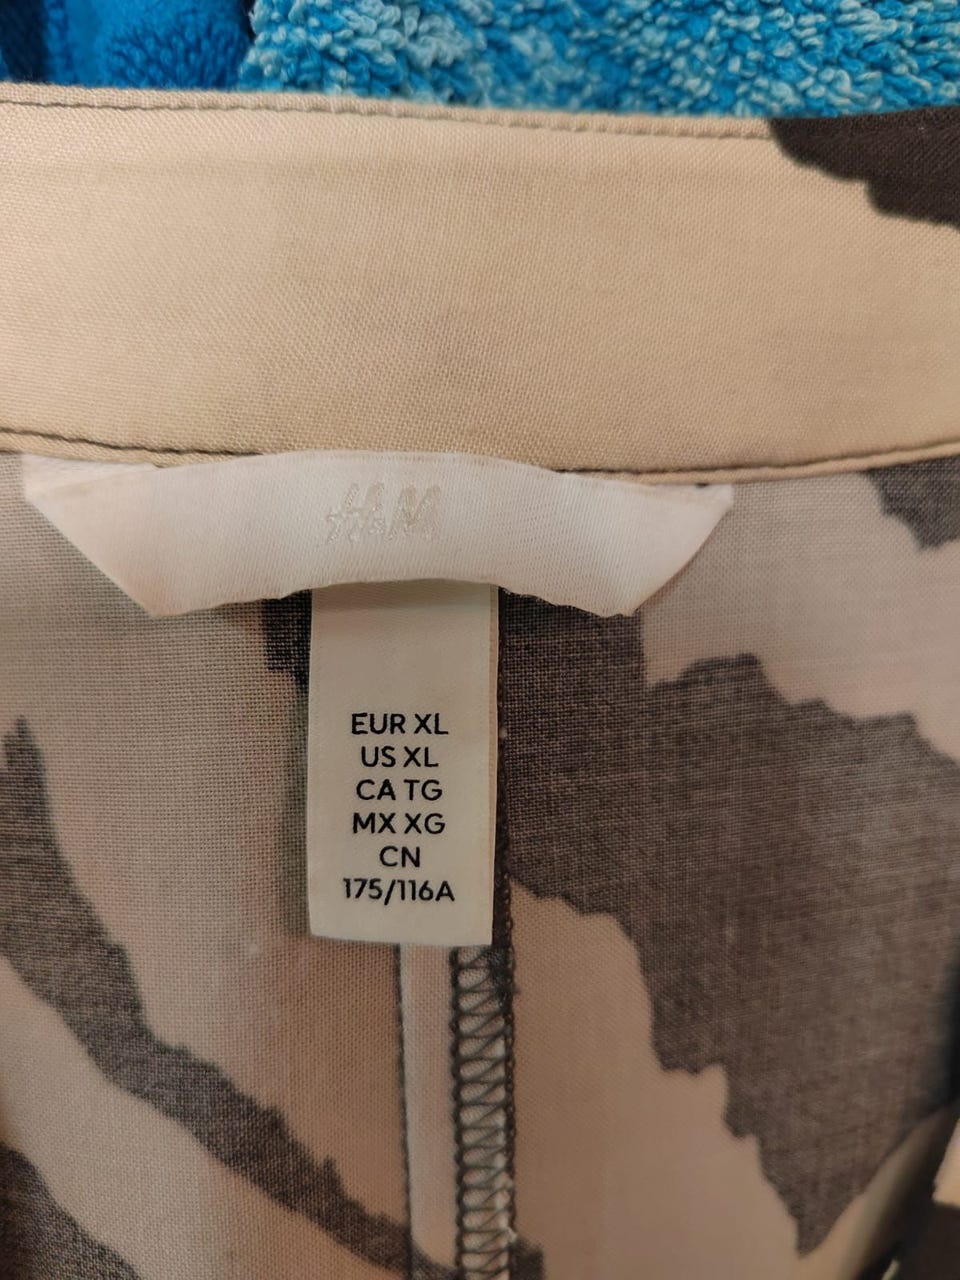 H&M
EUR XL
US XL
CA TG
MX XG
CN
175/116A